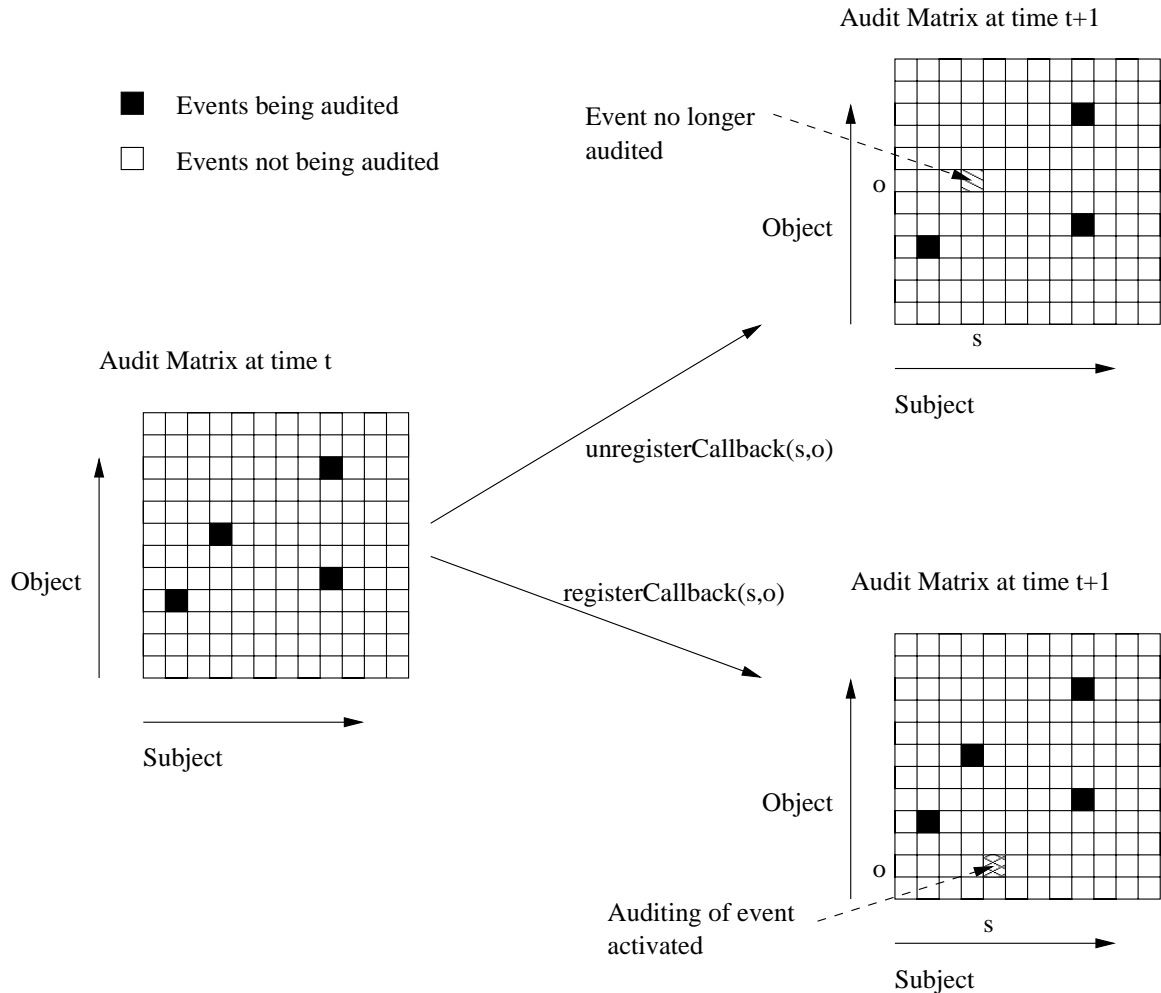 Audit Matrix at time t+1
Events being audited
Events not being audited
Event no longer
audited
o
Object
s
Subject
Audit Matrix at time t
Object
Subject
unregisterCallback(s,o)
registerCallback(s,o)
Audit Matrix at time t+1
Object
o
Auditing of event
activated
s
Subject